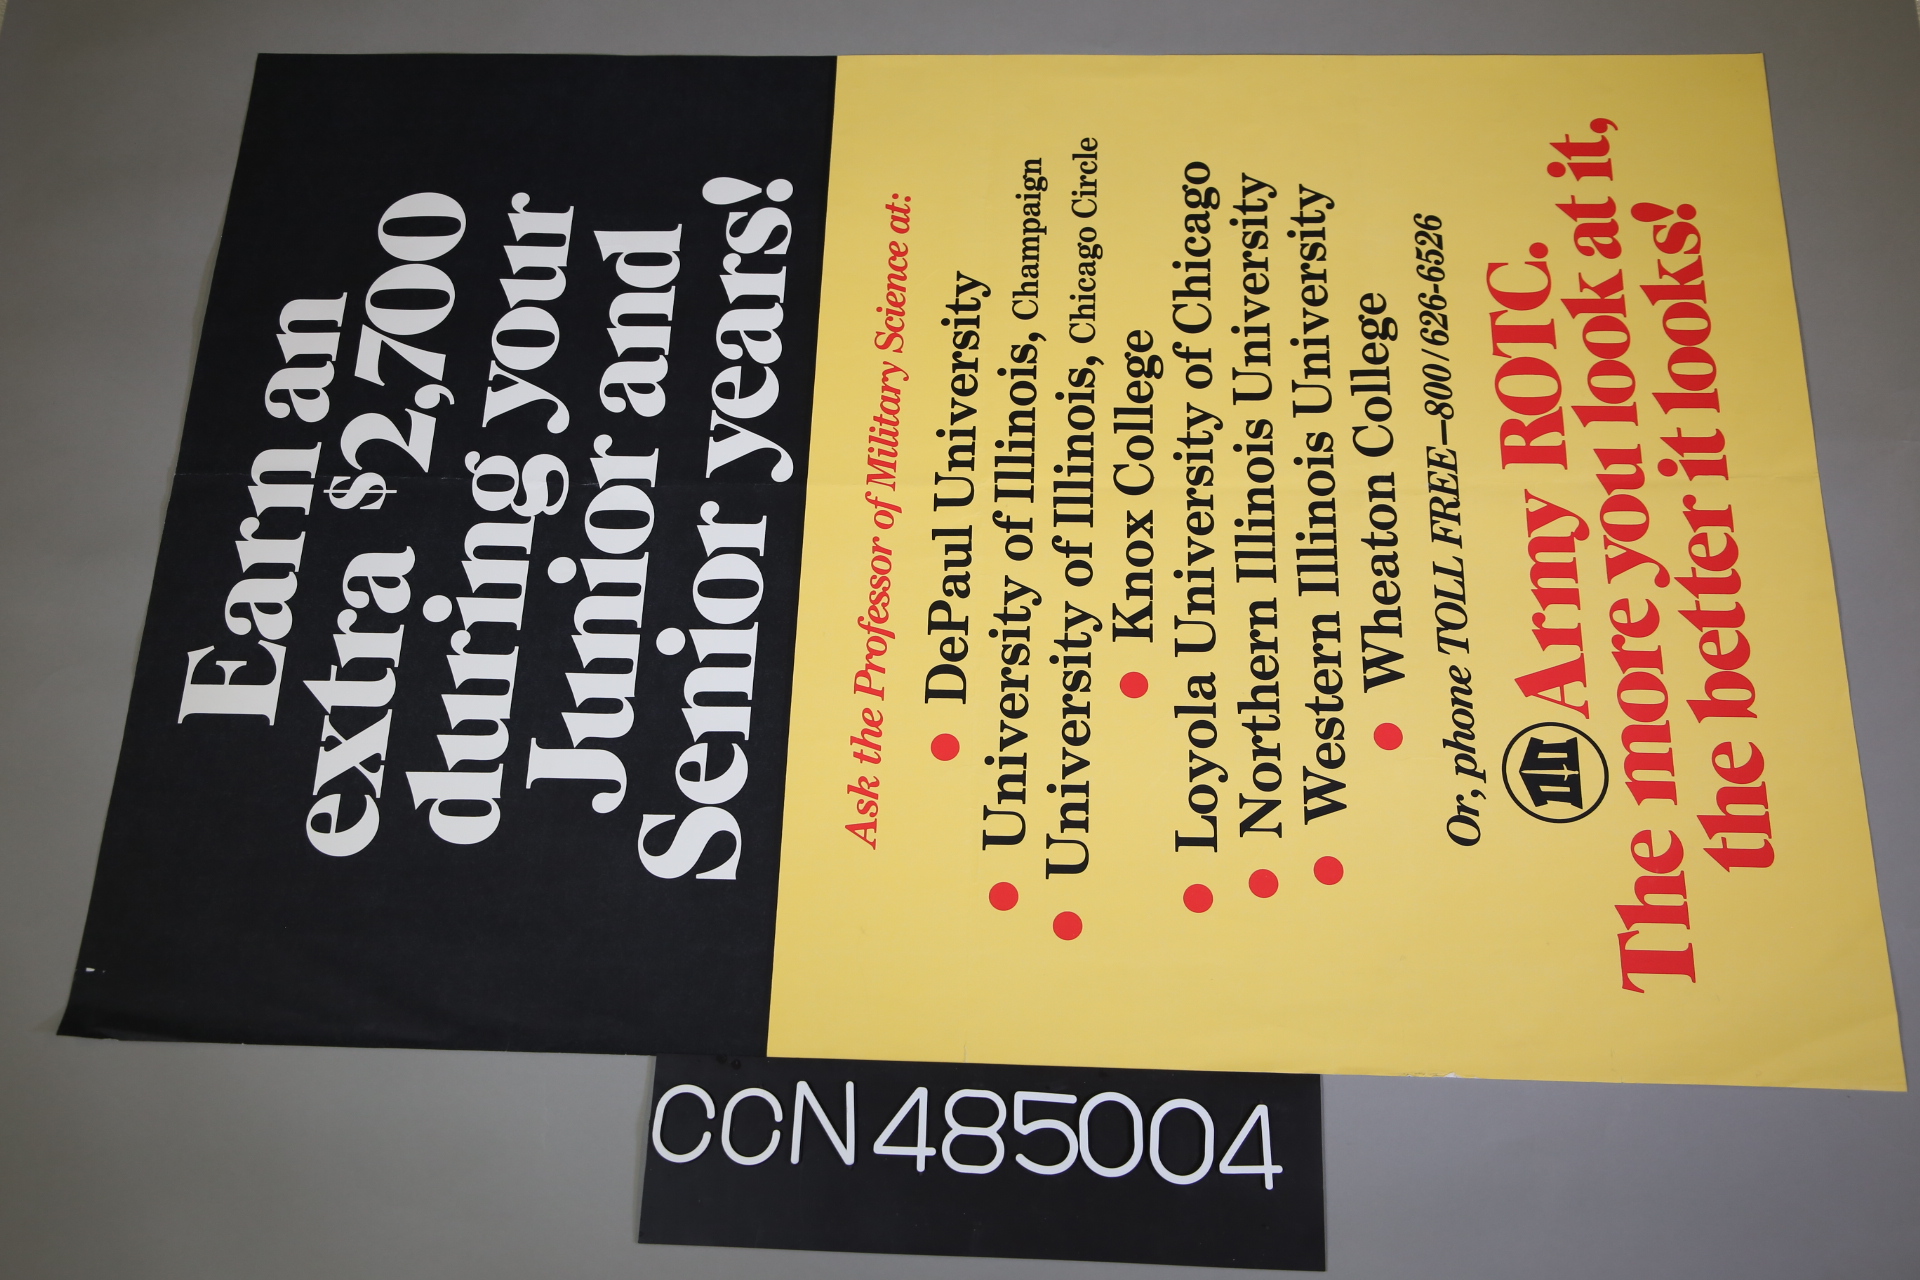 Earn an
extra $2,700
during your
Junior and
Senior years!
Ask the Professor of Military Science at:
• DePaul University
• University of Illinois, Champaign
• University of Illinois, Chicago Circle
• Knox College
• Loyola University of Chicago
• Northern Illinois University
• Western Illinois University
• Wheaton College
Or, phone TOLL FREE—800/626-6526
Army ROTC.
The more you look at it,
the better it looks!
CCN 485004